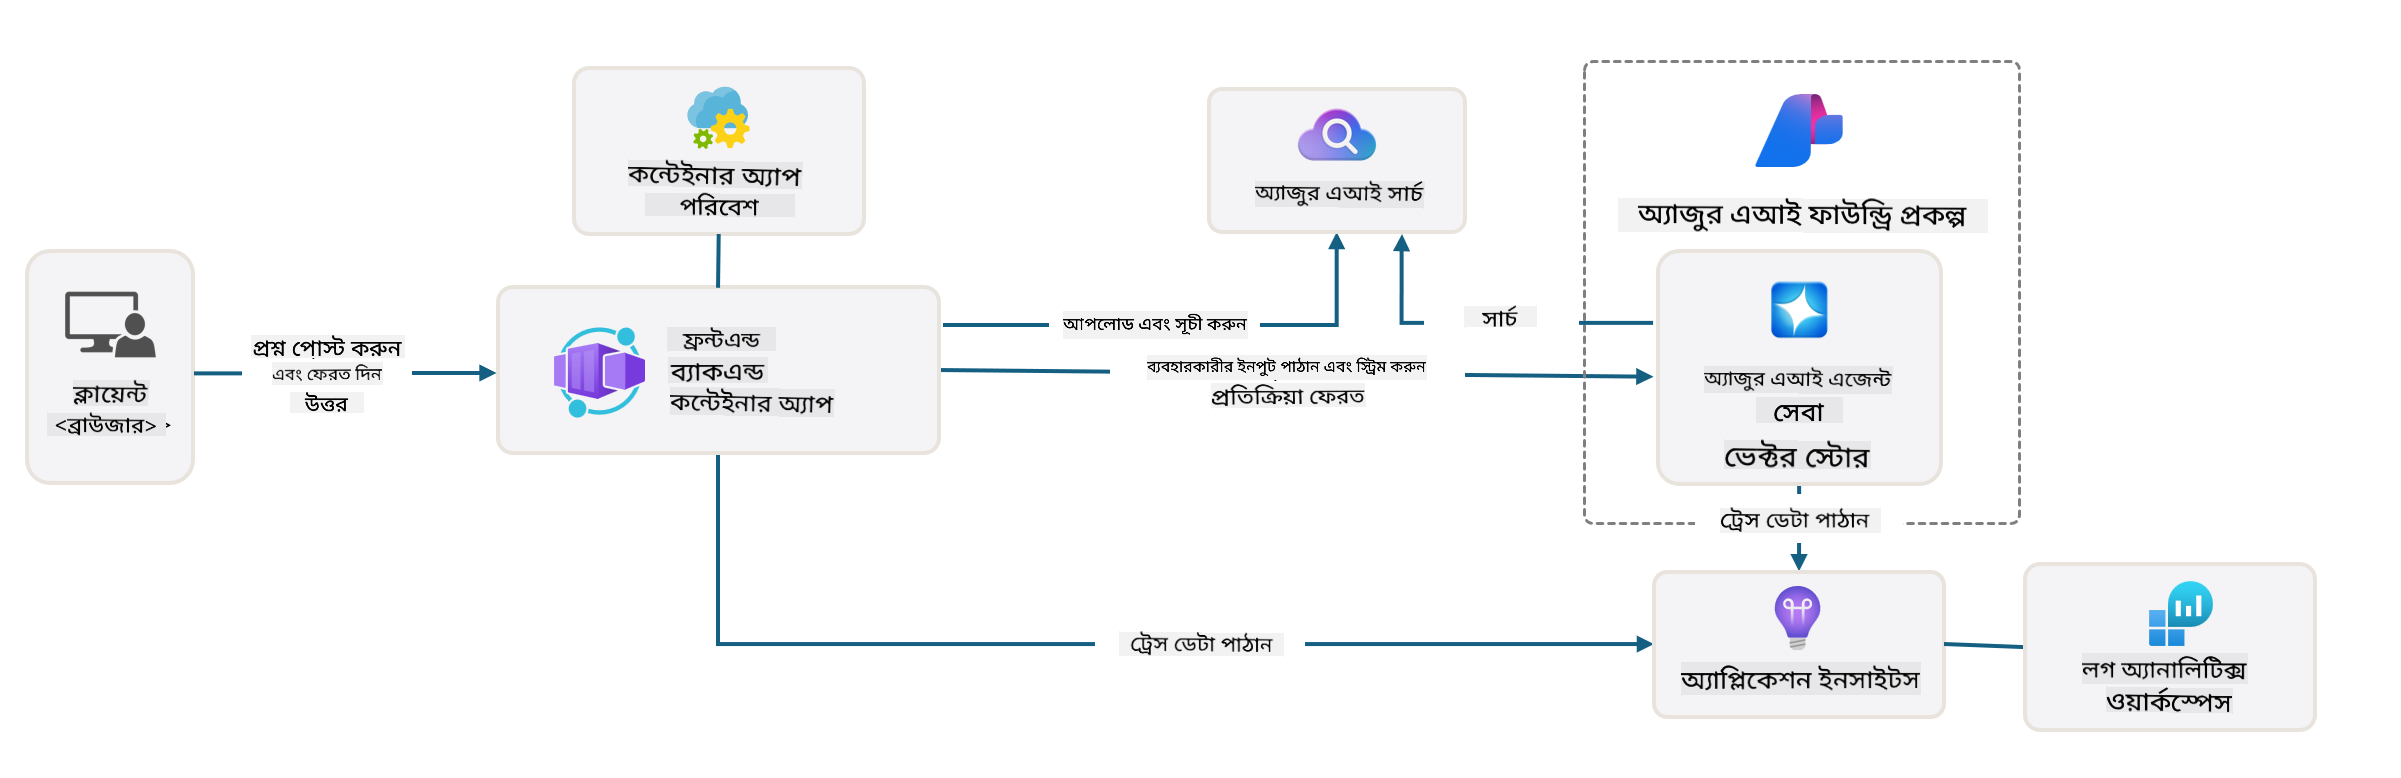 কন্টেইনার অ্যাপ
পরিবেশ
অ্যাজুর এআই সার্চ
অ্যাজুর এআই ফাউন্ড্রি প্রকল্প
ক্লায়েন্ট
<ব্রাউজার> >
প্রশ্ন পোস্ট করুন
এবং ফেরত দিন
উত্তর
ফ্রন্টএন্ড
ব্যাকএন্ড
কন্টেইনার অ্যাপ
আপলোড এবং সূচী করুন
সার্চ
ব্যবহারকারীর ইনপুট পাঠান এবং স্ট্রিম করুন
প্রতিক্রিয়া ফেরত
অ্যাজুর এআই এজেন্ট
সেবা
ভেক্টর স্টোর
ট্রেস ডেটা পাঠান
ট্রেস ডেটা পাঠান
অ্যাপ্লিকেশন ইনসাইটস
লগ অ্যানালিটিক্স
ওয়ার্কস্পেস